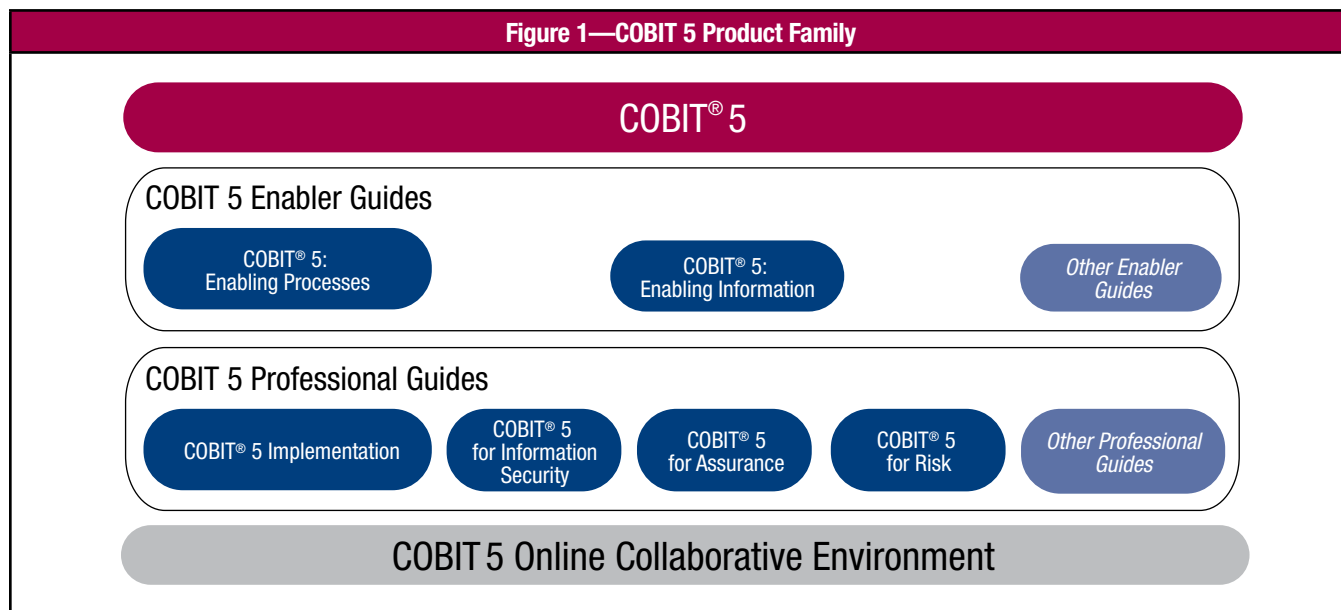 Figure 1—COBIT 5 Product Family
COBIT® 5
COBIT 5 Enabler Guides
COBIT® 5:
Enabling Processes
COBIT® 5:
Enabling Information
Other Enabler
Guides
COBIT 5 Professional Guides
COBIT® 5 Implementation
COBIT® 5
for Information
Security
COBIT® 5
for Assurance
COBIT® 5
for Risk
Other Professional
Guides
COBIT 5 Online Collaborative Environment